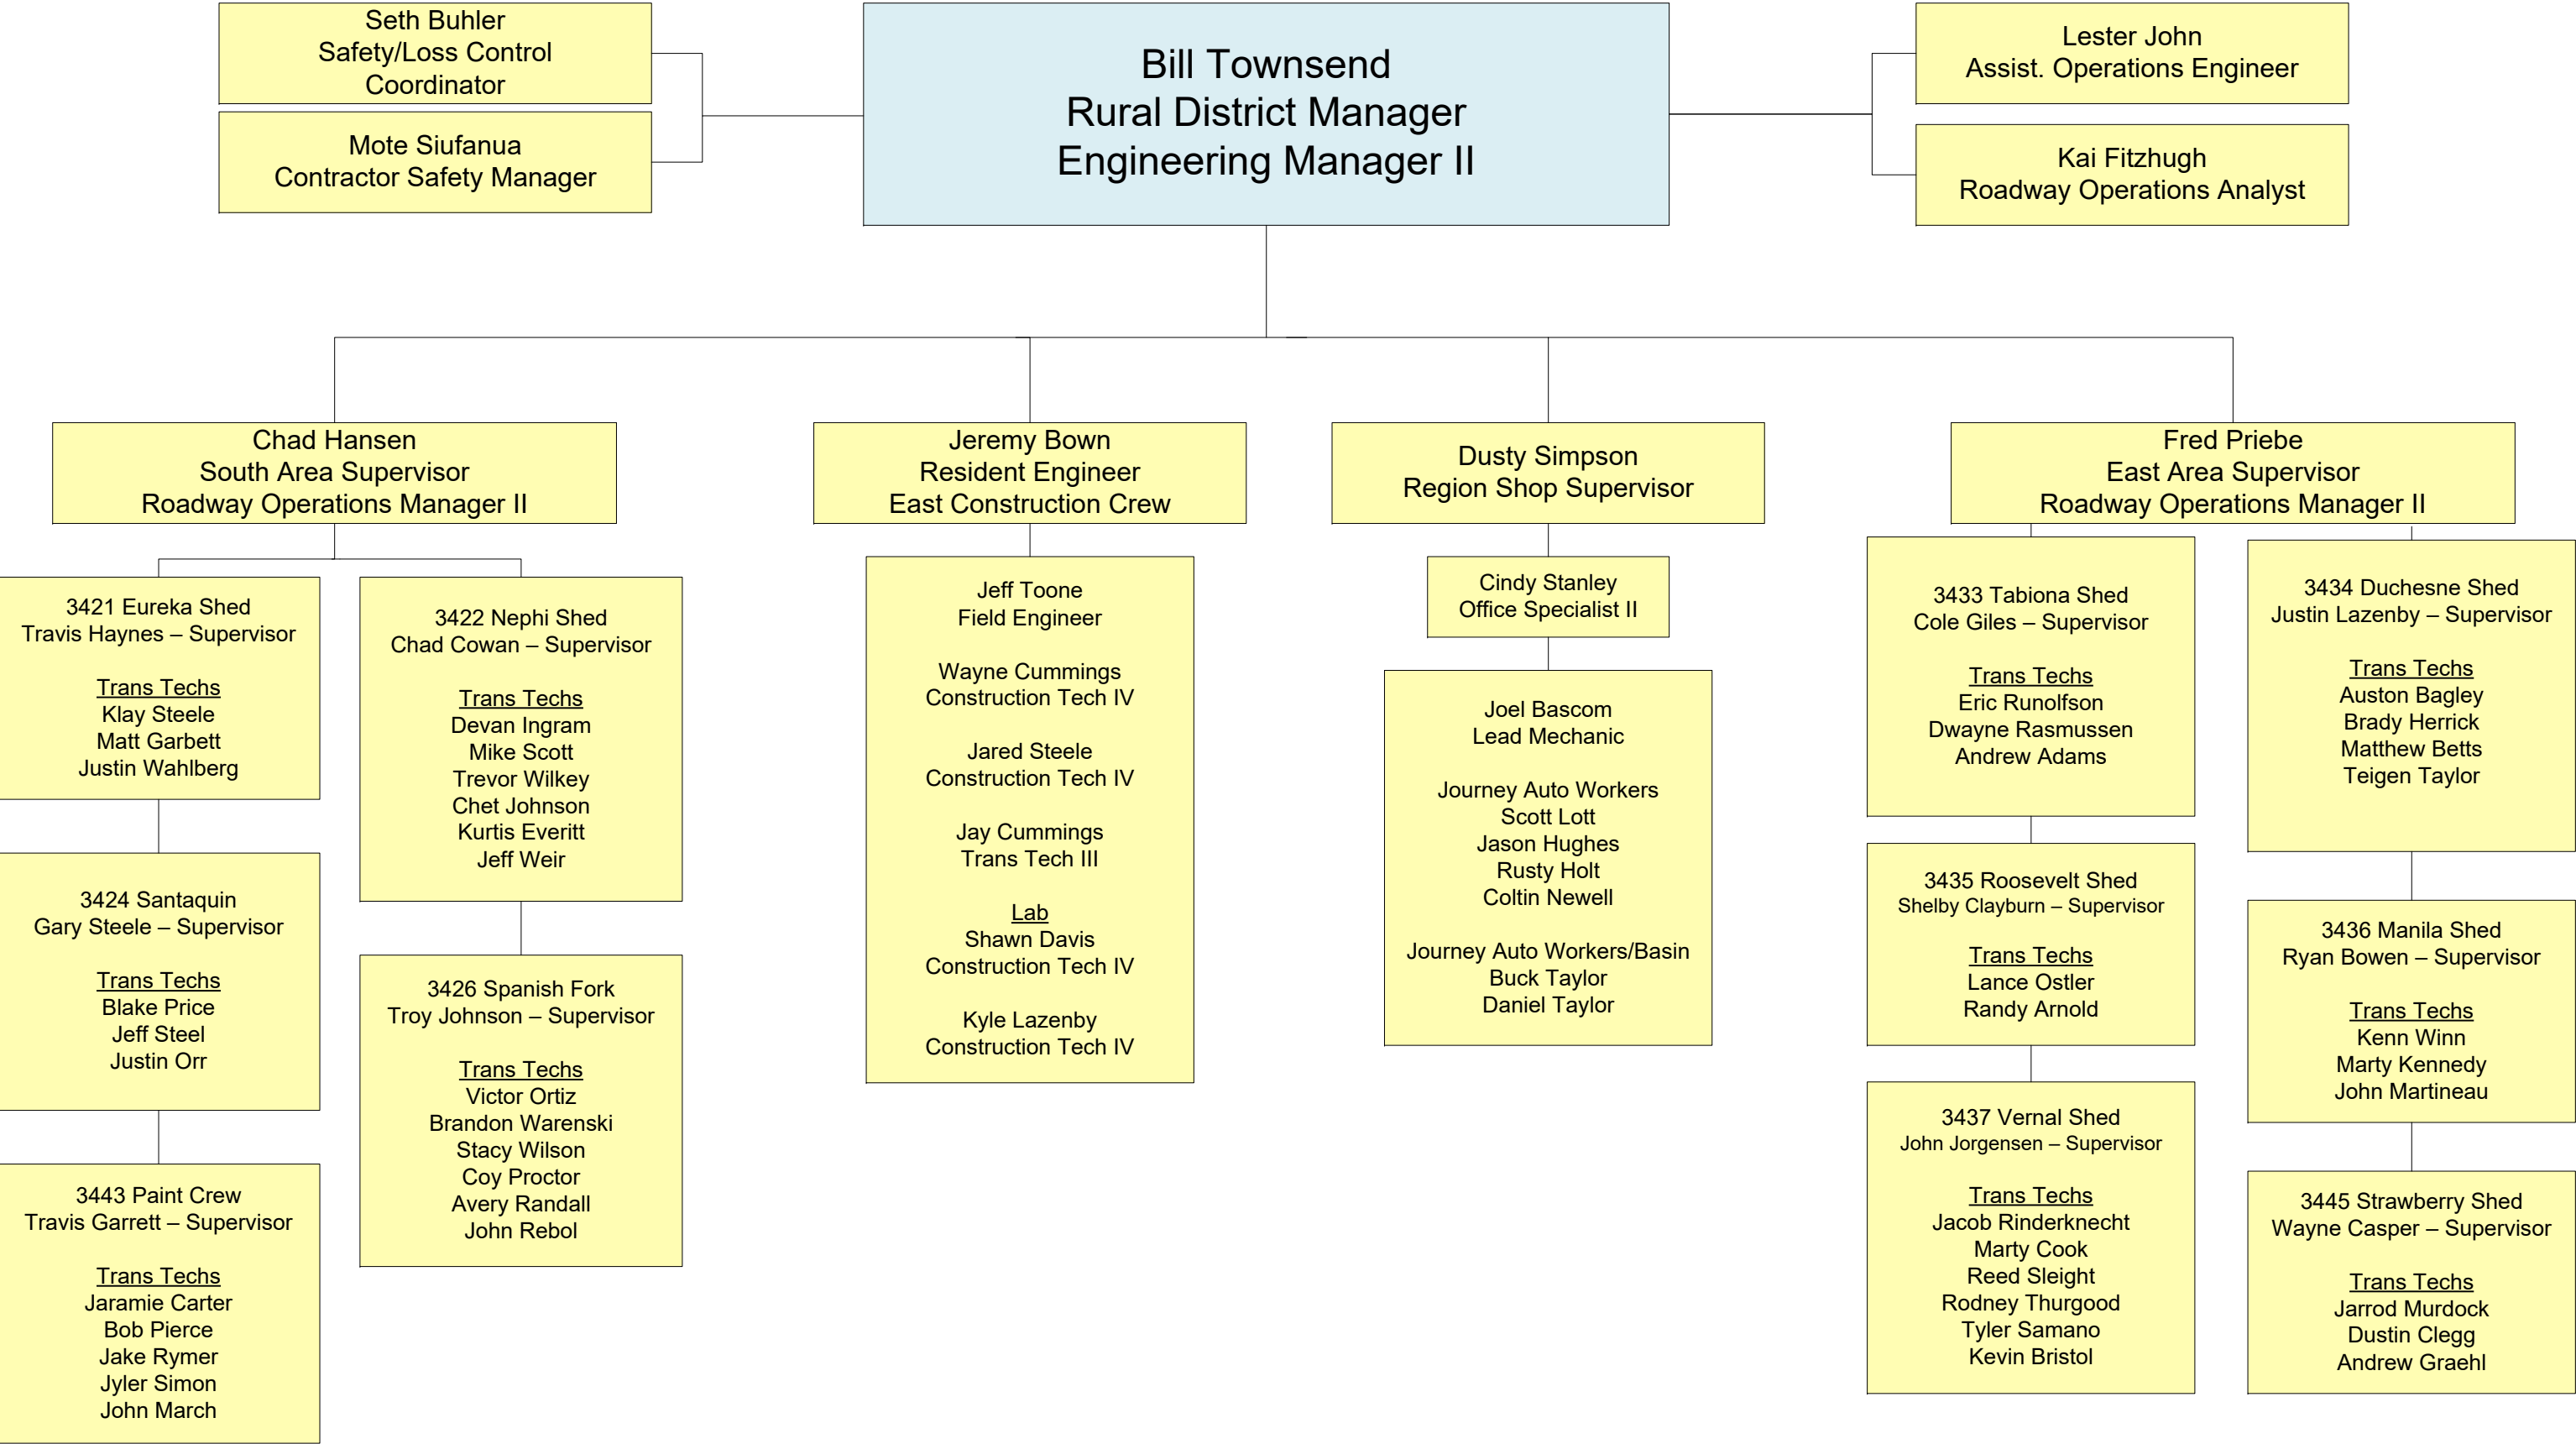 Seth Buhler
Safety/Loss Control
Coordinator
Mote Siufanua
Contractor Safety Manager
Bill Townsend
Rural District Manager
Engineering Manager II
Lester John
Assist. Operations Engineer
Kai Fitzhugh
Roadway Operations Analyst
Chad Hansen
South Area Supervisor
Roadway Operations Manager II
3421 Eureka Shed
Travis Haynes – Supervisor
Trans Techs
Klay Steele
Matt Garbett
Justin Wahlberg
3424 Santaquin
Gary Steele – Supervisor
Trans Techs
Blake Price
Jeff Steel
Justin Orr
3443 Paint Crew
Travis Garrett – Supervisor
Trans Techs
Jaramie Carter
Bob Pierce
Jake Rymer
Jyler Simon
John March
3422 Nephi Shed
Chad Cowan – Supervisor
Trans Techs
Devan Ingram
Mike Scott
Trevor Wilkey
Chet Johnson
Kurtis Everitt
Jeff Weir
3426 Spanish Fork
Troy Johnson – Supervisor
Trans Techs
Victor Ortiz
Brandon Warenski
Stacy Wilson
Coy Proctor
Avery Randall
John Rebol
Jeremy Bown
Resident Engineer
East Construction Crew
Jeff Toone
Field Engineer
Wayne Cummings
Construction Tech IV
Jared Steele
Construction Tech IV
Jay Cummings
Trans Tech III
Lab
Shawn Davis
Construction Tech IV
Kyle Lazenby
Construction Tech IV
Dusty Simpson
Region Shop Supervisor
Cindy Stanley
Office Specialist II
Joel Bascom
Lead Mechanic
Journey Auto Workers
Scott Lott
Jason Hughes
Rusty Holt
Coltin Newell
Journey Auto Workers/Basin
Buck Taylor
Daniel Taylor
Fred Priebe
East Area Supervisor
Roadway Operations Manager II
3433 Tabiona Shed
Cole Giles – Supervisor
Trans Techs
Eric Runolfson
Dwayne Rasmussen
Andrew Adams
3435 Roosevelt Shed
Shelby Clayburn – Supervisor
Trans Techs
Lance Ostler
Randy Arnold
3437 Vernal Shed
John Jorgensen – Supervisor
Trans Techs
Jacob Rinderknecht
Marty Cook
Reed Sleight
Rodney Thurgood
Tyler Samano
Kevin Bristol
3434 Duchesne Shed
Justin Lazenby – Supervisor
Trans Techs
Auston Bagley
Brady Herrick
Matthew Betts
Teigen Taylor
3436 Manila Shed
Ryan Bowen – Supervisor
Trans Techs
Kenn Winn
Marty Kennedy
John Martineau
3445 Strawberry Shed
Wayne Casper – Supervisor
Trans Techs
Jarrod Murdock
Dustin Clegg
Andrew Graehl